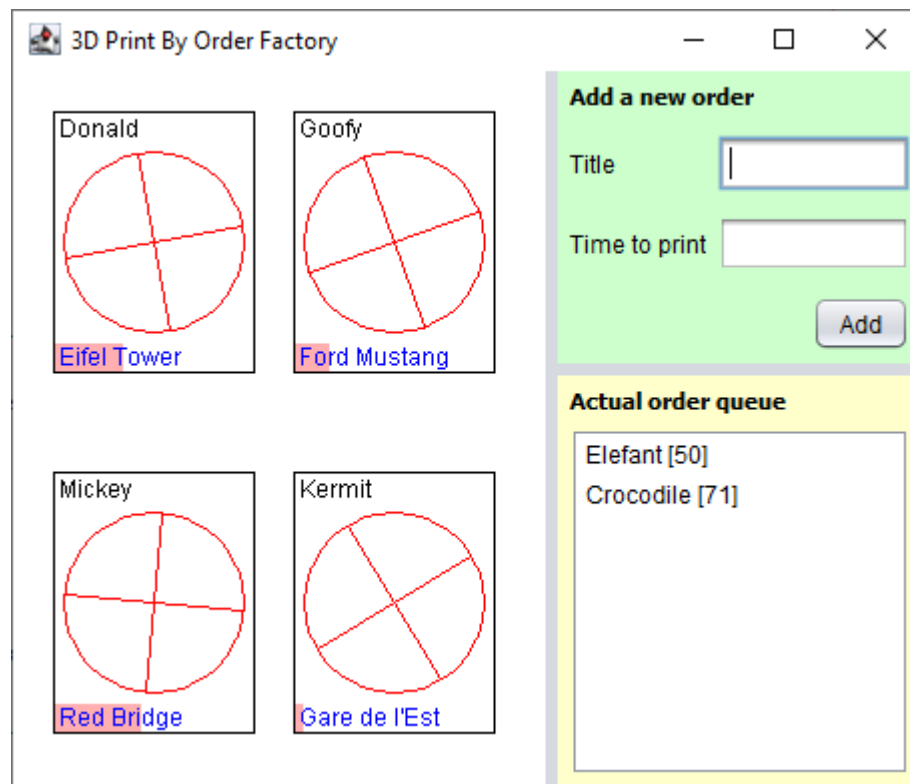 3D Print By Order Factory
Donald
Goofy
Eifel Tower
Ford Mustang
Mickey
Kermit
Red Bridge
Gare de l'Est
Add a new order
Title
Time to print
Add
Actual order queue
Elefant [50]
Crocodile [71]